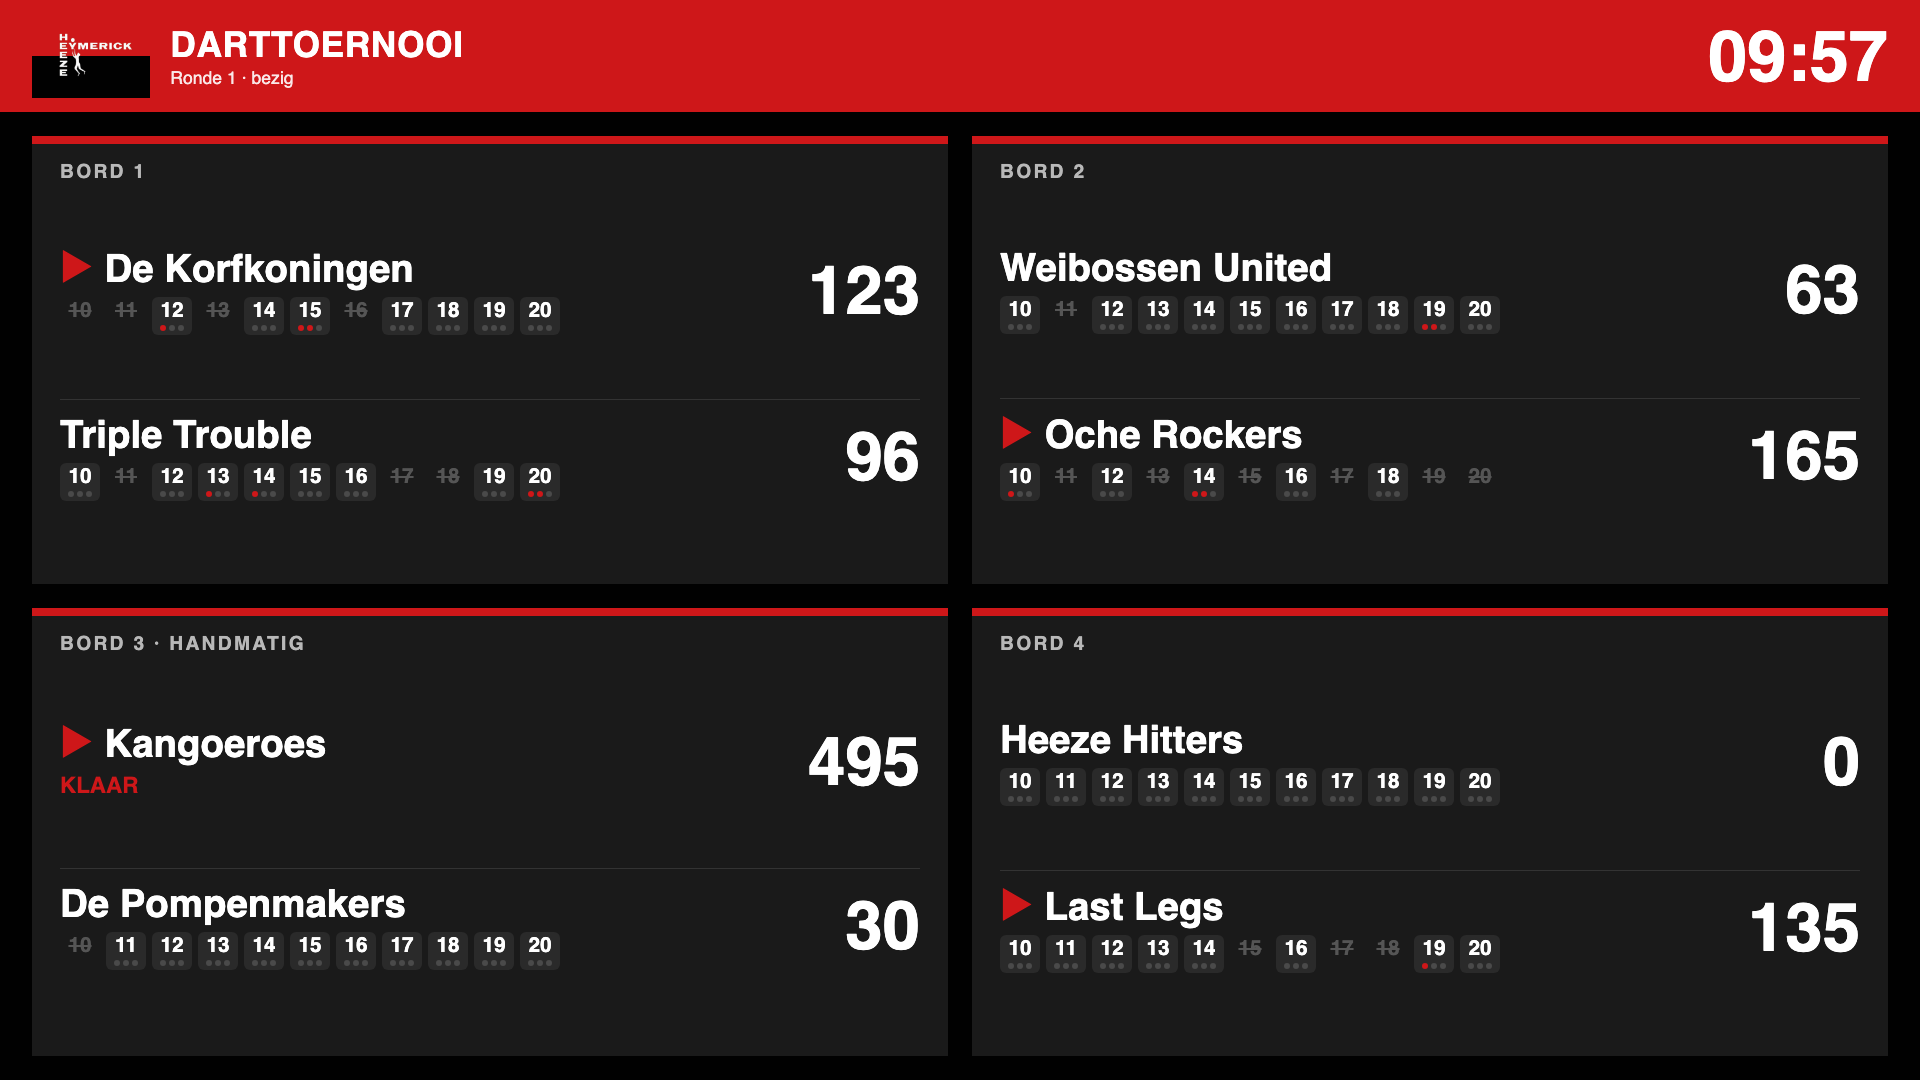 HEYMERICK
HEEZE
DARTTOERNOOI
Ronde 1 · bezig
09:57
BORD 1
De Korfkoningen
10 11 12 13 14 15 16 17 18 19 20
123
Triple Trouble
10 11 12 13 14 15 16 17 18 19 20
96
BORD 2
Weibossen United
10 11 12 13 14 15 16 17 18 19 20
63
Oche Rockers
10 11 12 13 14 15 16 17 18 19 20
165
BORD 3 · HANDMATIG
Kangoeroes
KLAAR
495
De Pompenmakers
10 11 12 13 14 15 16 17 18 19 20
30
BORD 4
Heeze Hitters
10 11 12 13 14 15 16 17 18 19 20
0
Last Legs
10 11 12 13 14 15 16 17 18 19 20
135